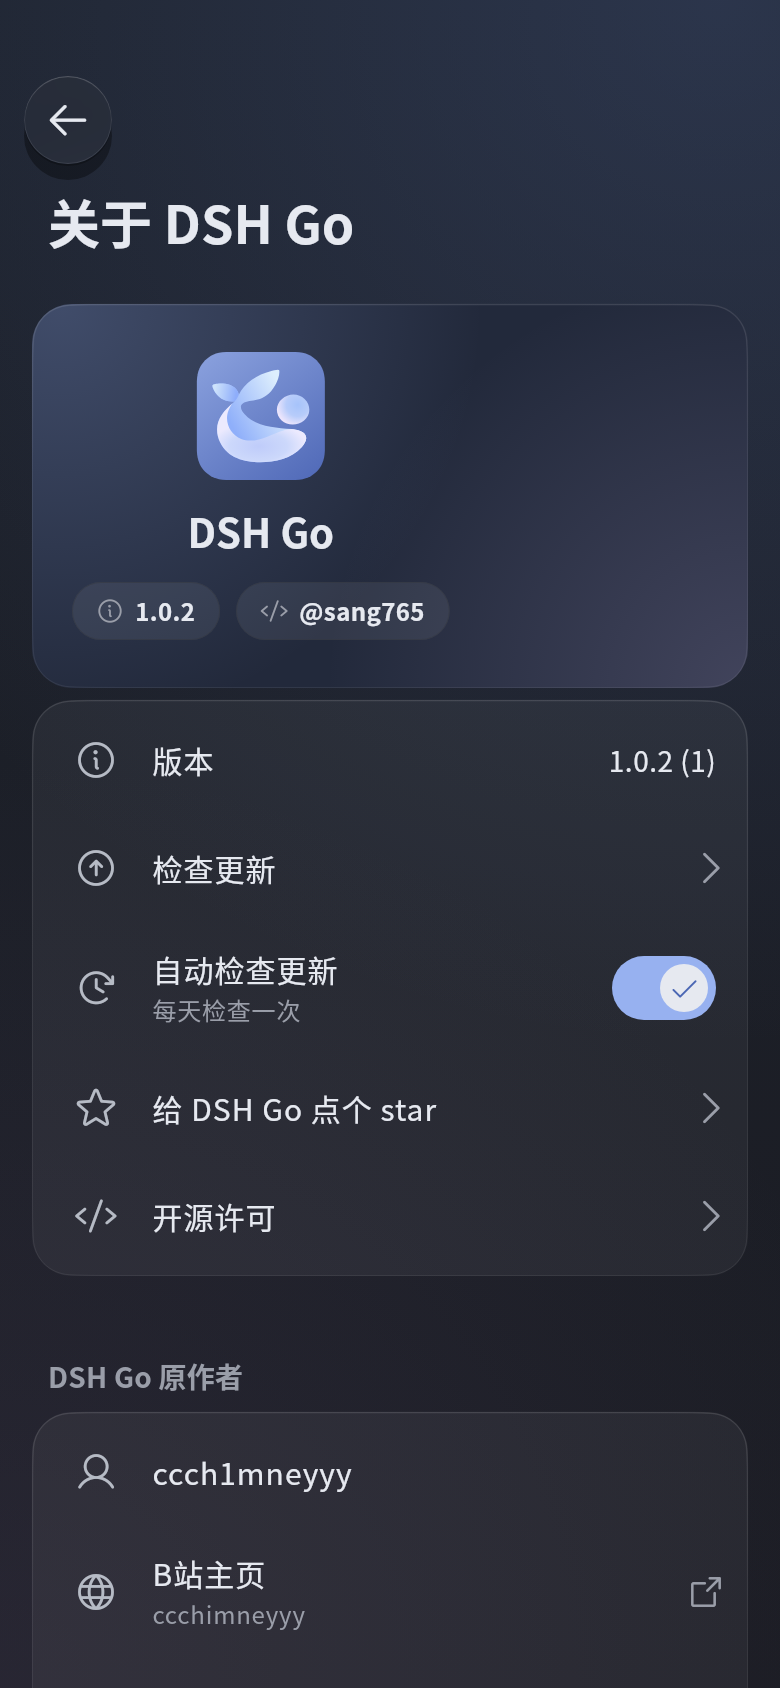 关于 DSH Go
DSH Go
1.0.2
@sang765
版本
1.0.2 (1)
检查更新
自动检查更新
每天检查一次
给 DSH Go 点个 star
开源许可
DSH Go 原作者
ccch1mneyyy
B站主页
ccchimneyyy